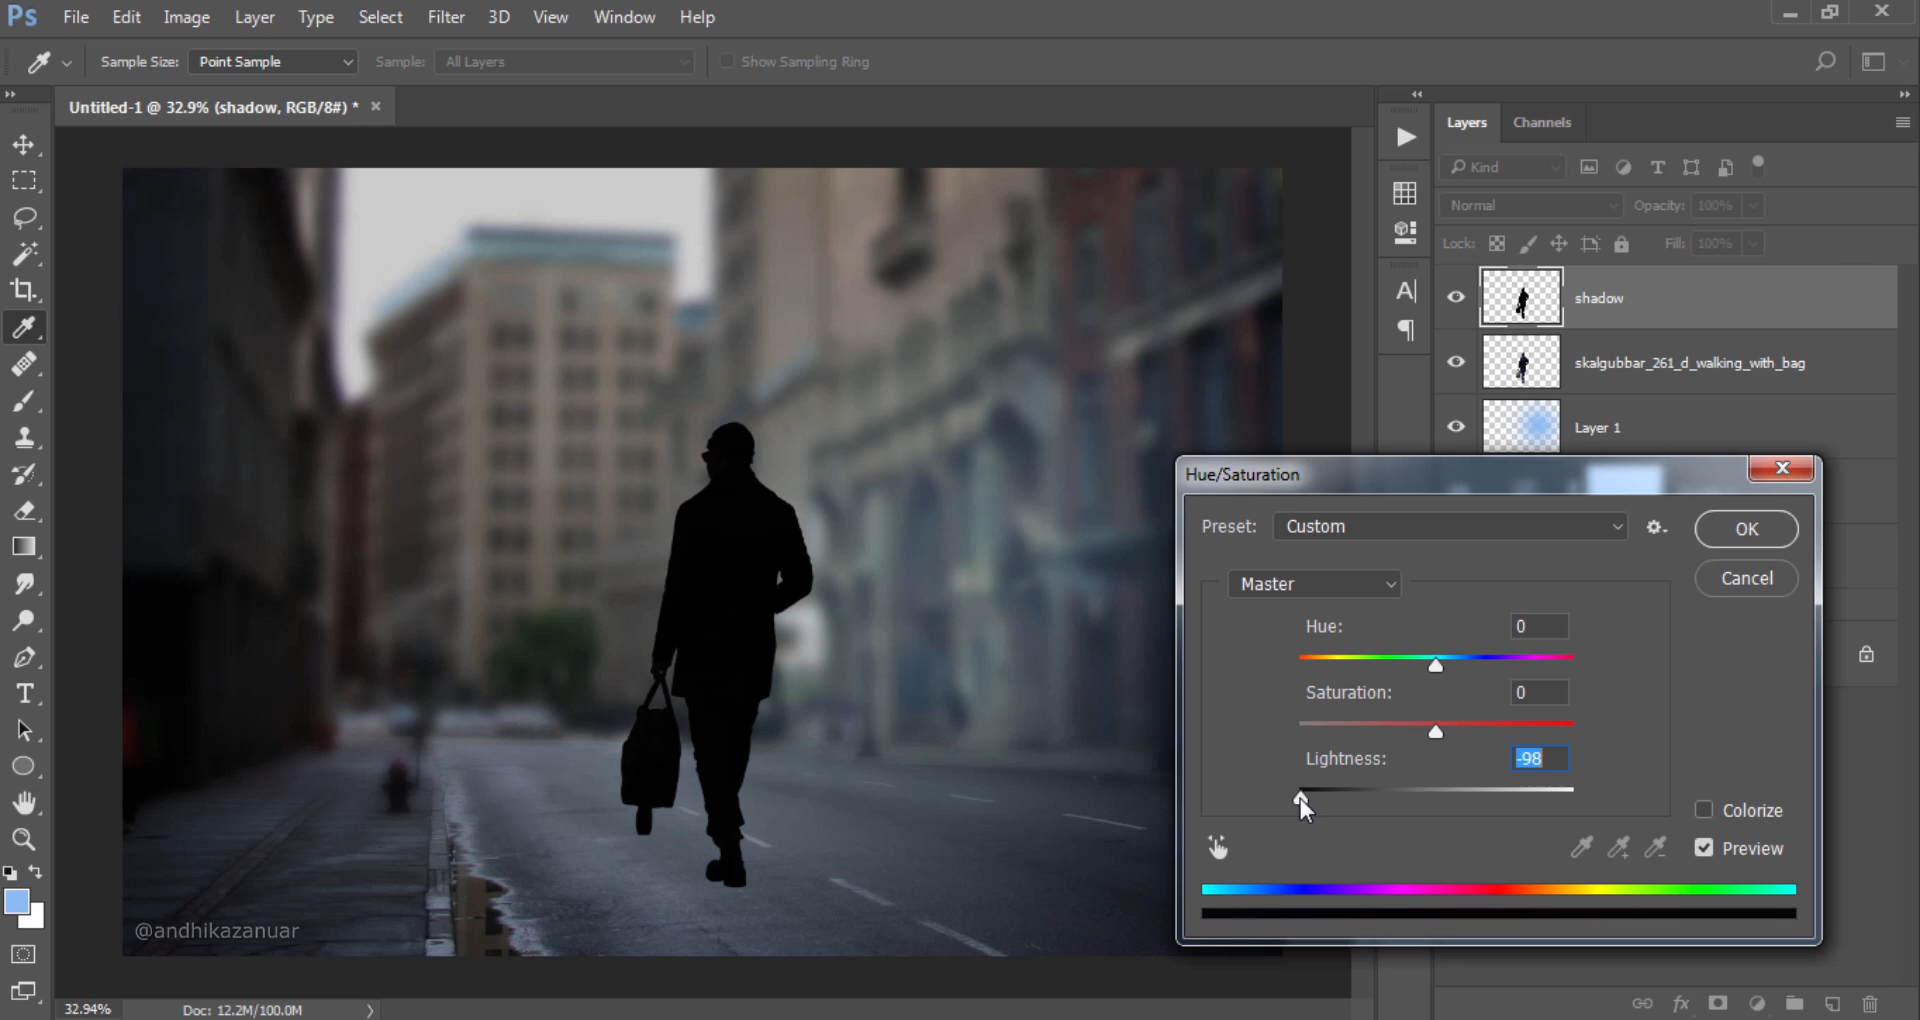 Ps File Edit Image Layer Type Select Filter 3D View Window Help
Sample Size: Point Sample Sample: All Layers Show Sampling Ring
Untitled-1 @ 32.9% (shadow, RGB/8#) *
Layers Channels
Kind
Normal Opacity: 100%
Lock: Fill: 100%
shadow
skalgubbar_261_d_walking_with_bag
Layer 1
Hue/Saturation
Preset: Custom
OK
Cancel
Master
Hue: 0
Saturation: 0
Lightness: -98
Colorize
Preview
@andhikazanuar
32.94% Doc: 12.2M/100.0M